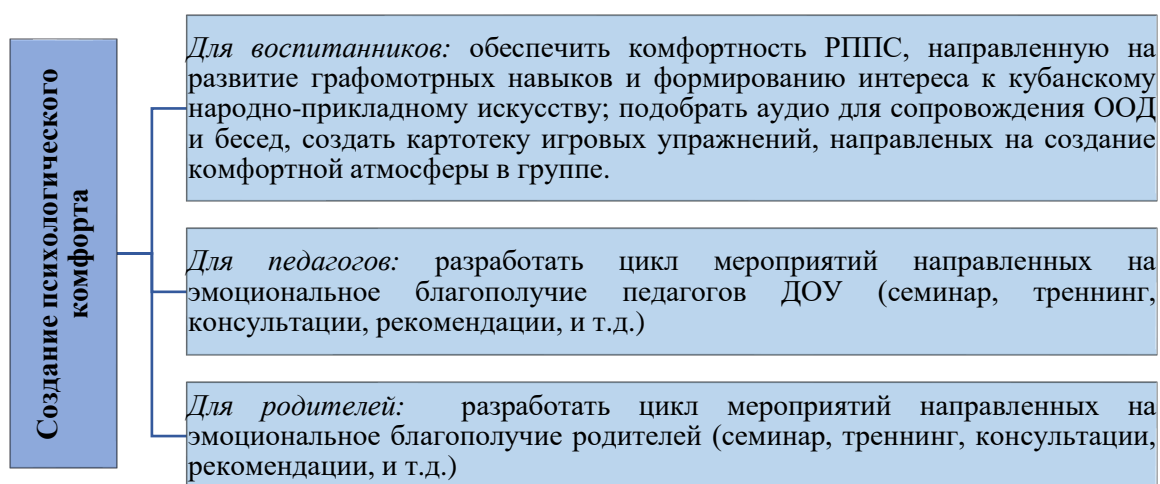 Создание психологического
комфорта
Для воспитанников: обеспечить комфортность РППС, направленную на
развитие графомотрных навыков и формированию интереса к кубанскому
народно-прикладному искусству; подобрать аудио для сопровождения ООД
и бесед, создать картотеку игровых упражнений, направленых на создание
комфортной атмосферы в группе.
Для педагогов: разработать цикл мероприятий направленных на
эмоциональное благополучие педагогов ДОУ (семинар, треннинг,
консультации, рекомендации, и т.д.)
Для родителей: разработать цикл мероприятий направленных на
эмоциональное благополучие родителей (семинар, треннинг, консультации,
рекомендации, и т.д.)